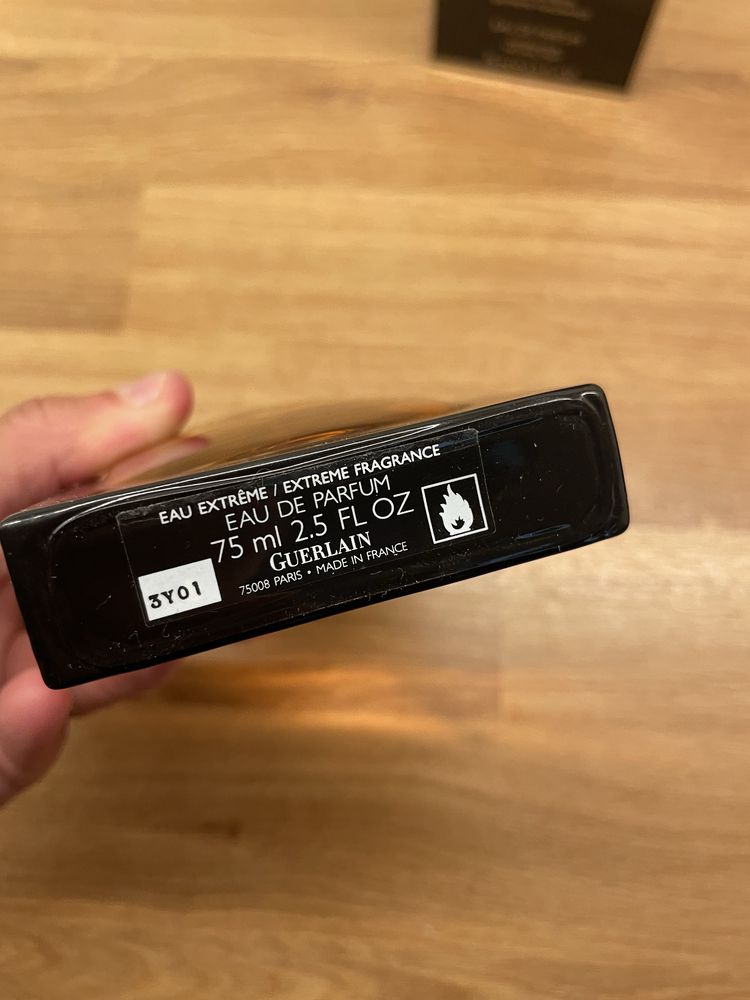 EAU EXTRÊME / EXTREME FRAGRANCE
EAU DE PARFUM
75 ml 2.5 FL OZ
GUERLAIN
75008 PARIS • MADE IN FRANCE
3Y01